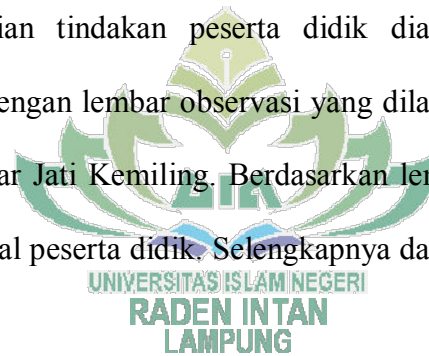 ian tindakan peserta didik dia
engan lembar observasi yang dila
ar Jati Kemiling. Berdasarkan ler
al peserta didik. Selengkapnya da
UNIVERSITAS ISLAM NEGERI
RADEN INTAN
LAMPUNG